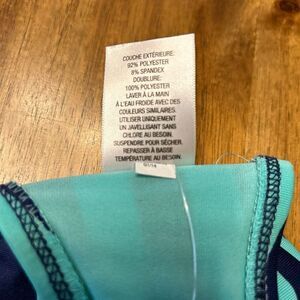 COUCHE EXTÉRIEURE:
92% POLYESTER
8% SPANDEX
DOUBLURE:
100% POLYESTER
LAVER À LA MAIN
À L'EAU FROIDE AVEC DES
COULEURS SIMILAIRES.
UTILISER UNIQUEMENT
UN JAVELLISANT SANS
CHLORE AU BESOIN.
SUSPENDRE POUR SÉCHER.
REPASSER À BASSE
TEMPÉRATURE AU BESOIN.